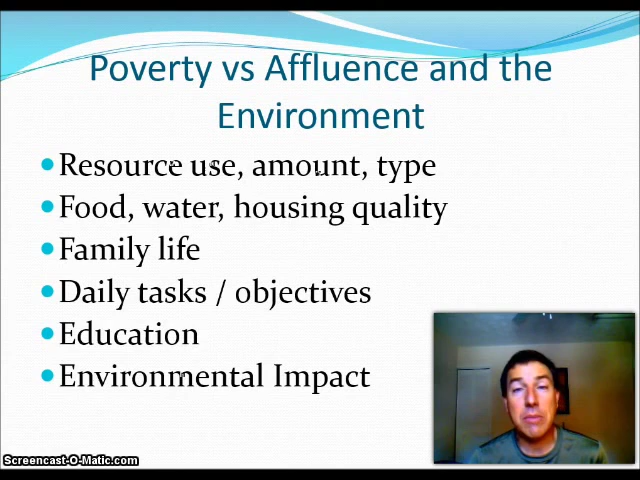 Poverty vs Affluence and the
Environment
Resource use, amount, type
Food, water, housing quality
Family life
Daily tasks / objectives
Education
Environmental Impact
Screencast-O-Matic.com